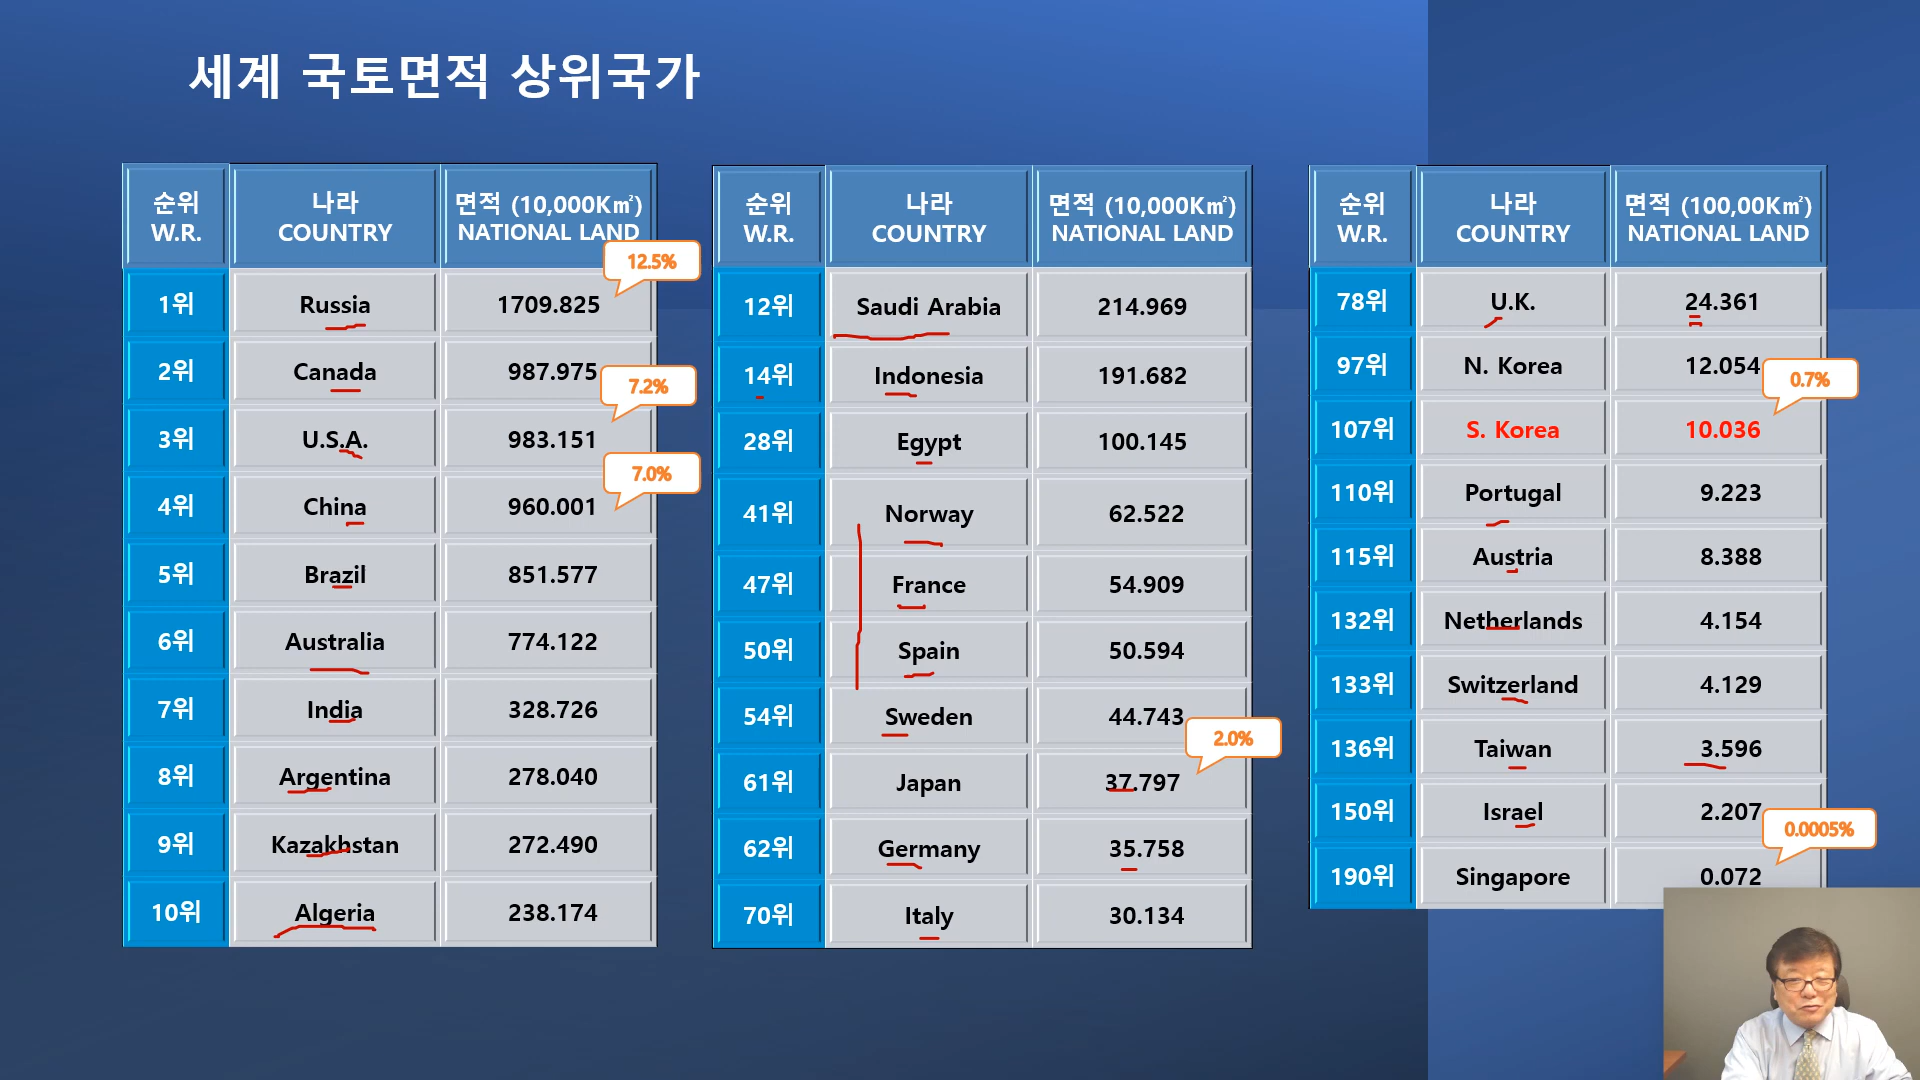 세계 국토면적 상위국가
순위
W.R.
나라
COUNTRY
면적 (10,000K㎡)
NATIONAL LAND
12.5%
1위 Russia 1709.825
2위 Canada 987.975
7.2%
3위 U.S.A. 983.151
7.0%
4위 China 960.001
5위 Brazil 851.577
6위 Australia 774.122
7위 India 328.726
8위 Argentina 278.040
9위 Kazakhstan 272.490
10위 Algeria 238.174
순위
W.R.
나라
COUNTRY
면적 (10,000K㎡)
NATIONAL LAND
12위 Saudi Arabia 214.969
14위 Indonesia 191.682
28위 Egypt 100.145
41위 Norway 62.522
47위 France 54.909
50위 Spain 50.594
54위 Sweden 44.743
2.0%
61위 Japan 37.797
62위 Germany 35.758
70위 Italy 30.134
순위
W.R.
나라
COUNTRY
면적 (100,00K㎡)
NATIONAL LAND
78위 U.K. 24.361
97위 N. Korea 12.054
0.7%
107위 S. Korea 10.036
110위 Portugal 9.223
115위 Austria 8.388
132위 Netherlands 4.154
133위 Switzerland 4.129
136위 Taiwan 3.596
150위 Israel 2.207
0.0005%
190위 Singapore 0.072